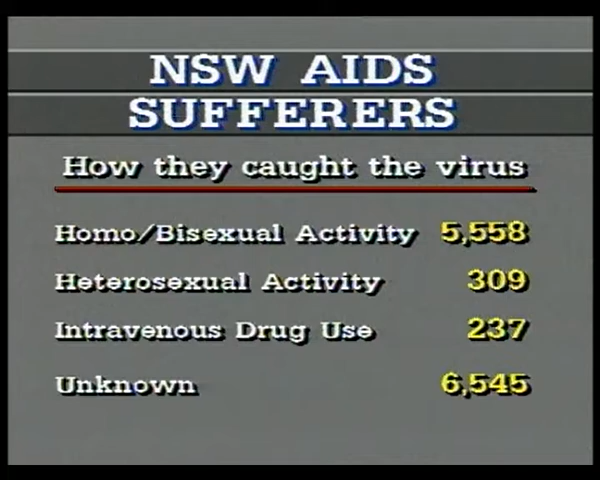 NSW AIDS
SUFFERERS
How they caught the virus
Homo/Bisexual Activity 5,558
Heterosexual Activity 309
Intravenous Drug Use 237
Unknown 6,545